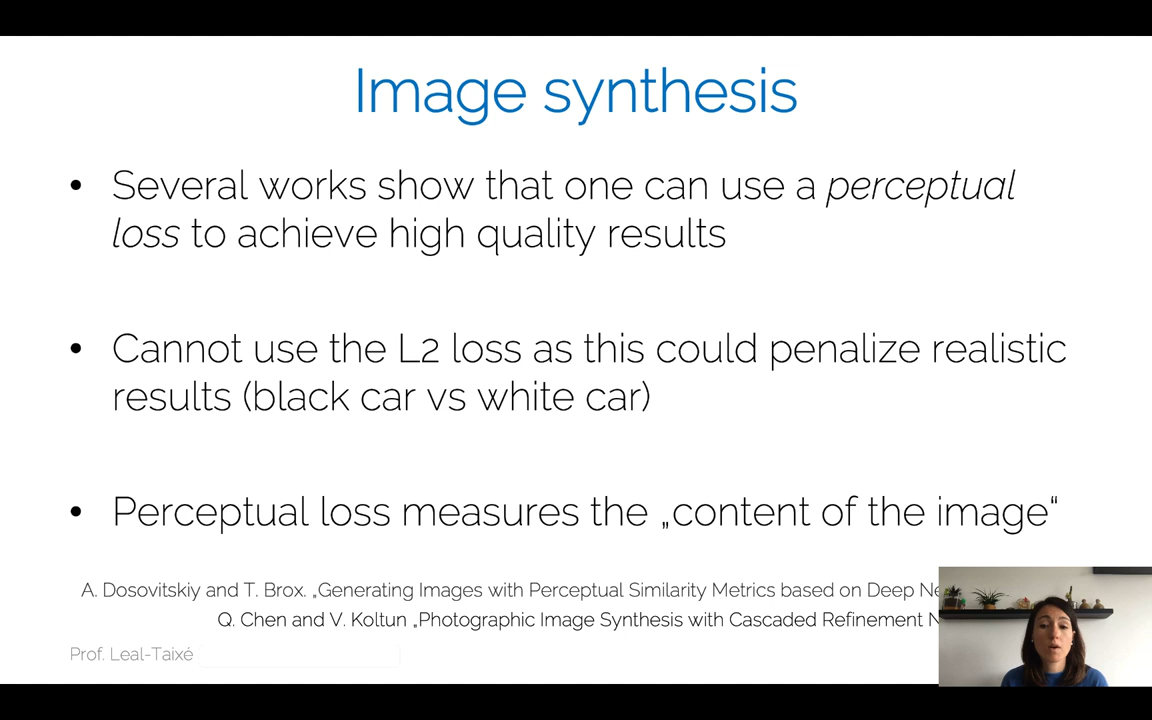 Image synthesis
• Several works show that one can use a perceptual
loss to achieve high quality results
• Cannot use the L2 loss as this could penalize realistic
results (black car vs white car)
• Perceptual loss measures the „content of the image“
A. Dosovitskiy and T. Brox. „Generating Images with Perceptual Similarity Metrics based on Deep
Q. Chen and V. Koltun „Photographic Image Synthesis with Cascaded Refinement
Prof. Leal-Taixé